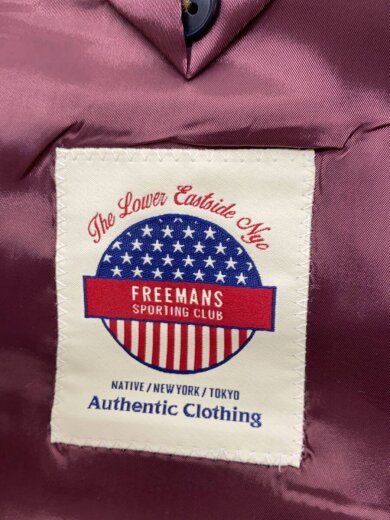 The Lower Eastside Nyc
FREEMANS
SPORTING CLUB
NATIVE / NEW YORK / TOKYO
Authentic Clothing